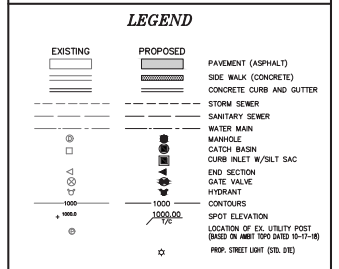 LEGEND
EXISTING PROPOSED
PAVEMENT (ASPHALT)
SIDE WALK (CONCRETE)
CONCRETE CURB AND GUTTER
STORM SEWER
SANITARY SEWER
WATER MAIN
MANHOLE
CATCH BASIN
CURB INLET W/SILT SAC
END SECTION
GATE VALVE
HYDRANT
1000 1000 CONTOURS
1000.0 1000.00 SPOT ELEVATION
T/C
LOCATION OF EX. UTILITY POST
(BASED ON AMBIT TOPO DATED 10-17-18)
PROP. STREET LIGHT (STD. DTE)